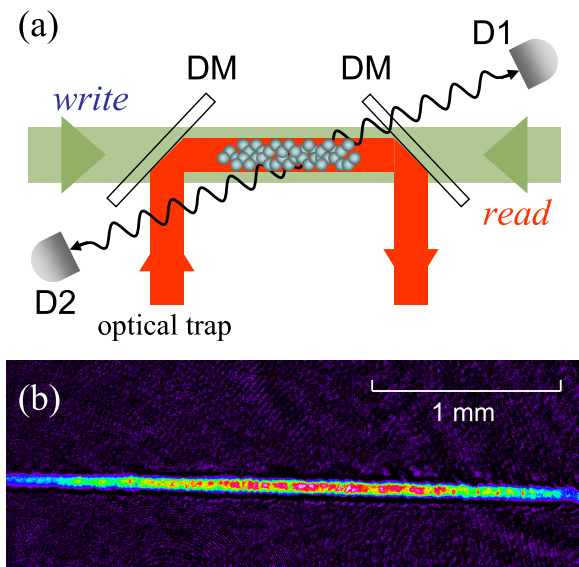 (a)
D1
DM
DM
write
read
D2
optical trap
(b)
1 mm